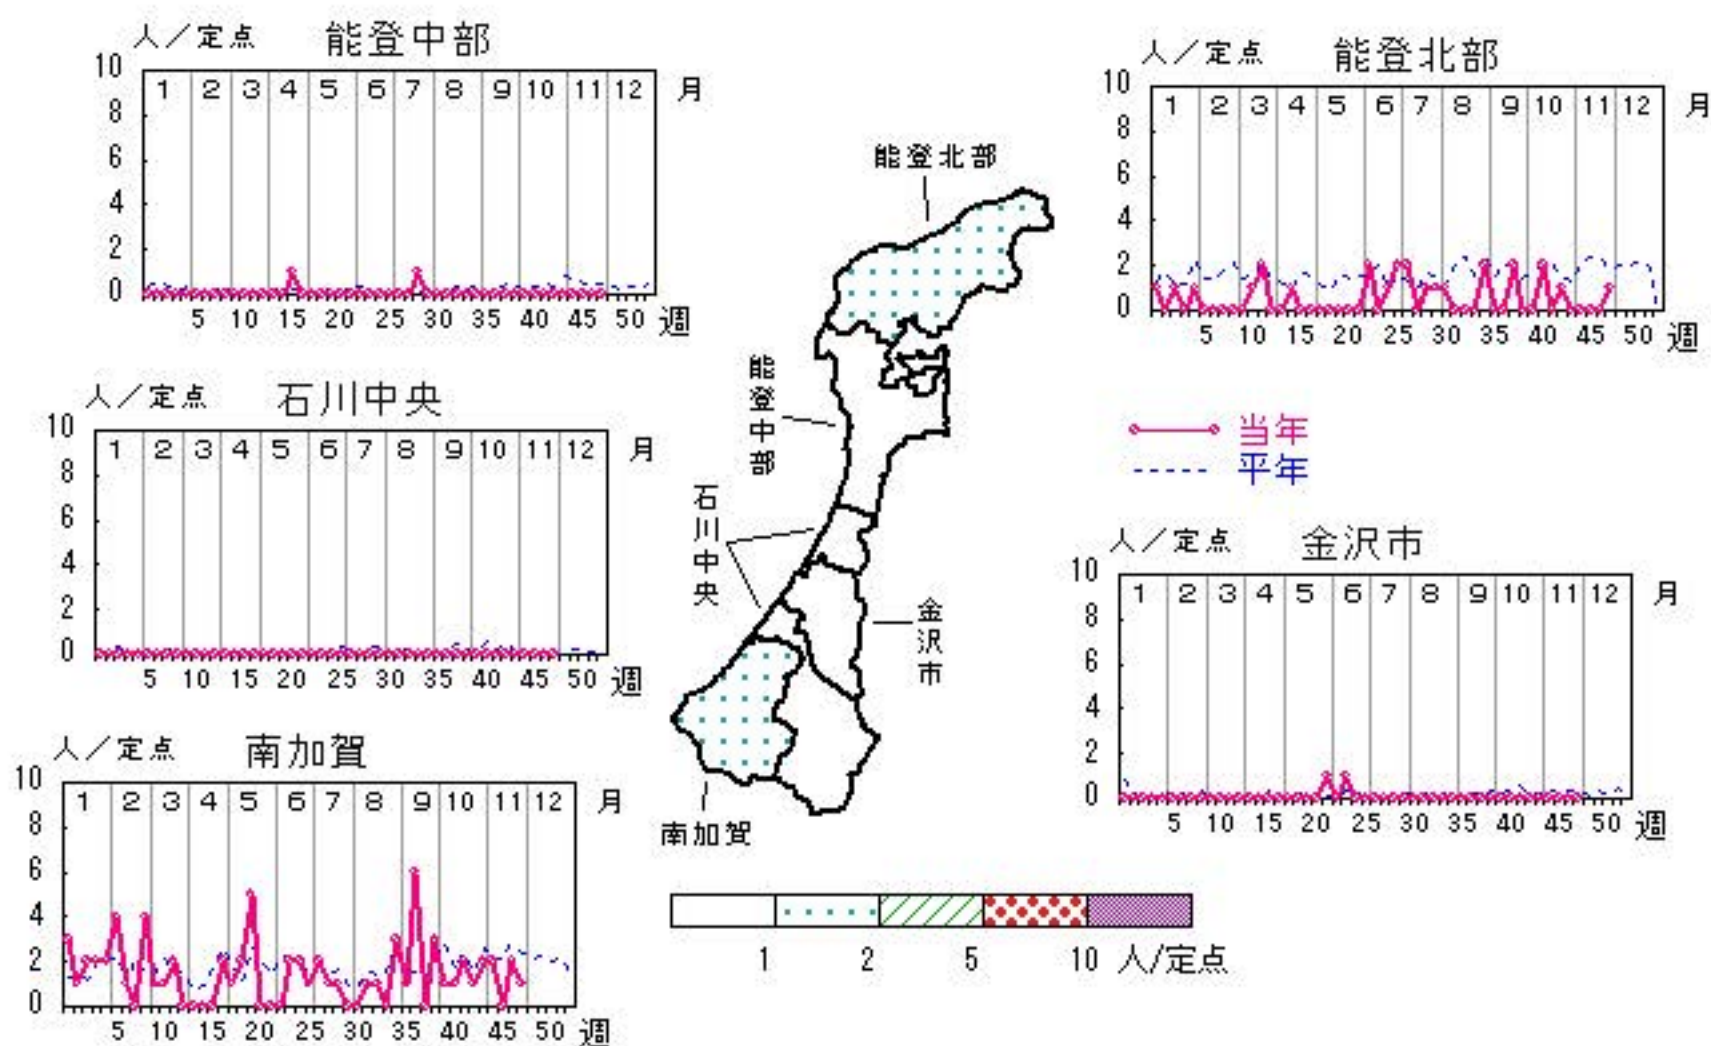 人／定点 能登中部
10 8 6 4 2 0
1 2 3 4 5 6 7 8 9 10 11 12 月
5 10 15 20 25 30 35 40 45 50 週
人／定点 能登北部
10 8 6 4 2 0
1 2 3 4 5 6 7 8 9 10 11 12 月
5 10 15 20 25 30 35 40 45 50 週
人／定点 石川中央
10 8 6 4 2 0
1 2 3 4 5 6 7 8 9 10 11 12 月
5 10 15 20 25 30 35 40 45 50 週
能登北部
能登中部
石川中央
金沢市
南加賀
当年
平年
人／定点 金沢市
10 8 6 4 2 0
1 2 3 4 5 6 7 8 9 10 11 12 月
5 10 15 20 25 30 35 40 45 50 週
人／定点 南加賀
10 8 6 4 2 0
1 2 3 4 5 6 7 8 9 10 11 12 月
5 10 15 20 25 30 35 40 45 50 週
1 2 5 10 人/定点